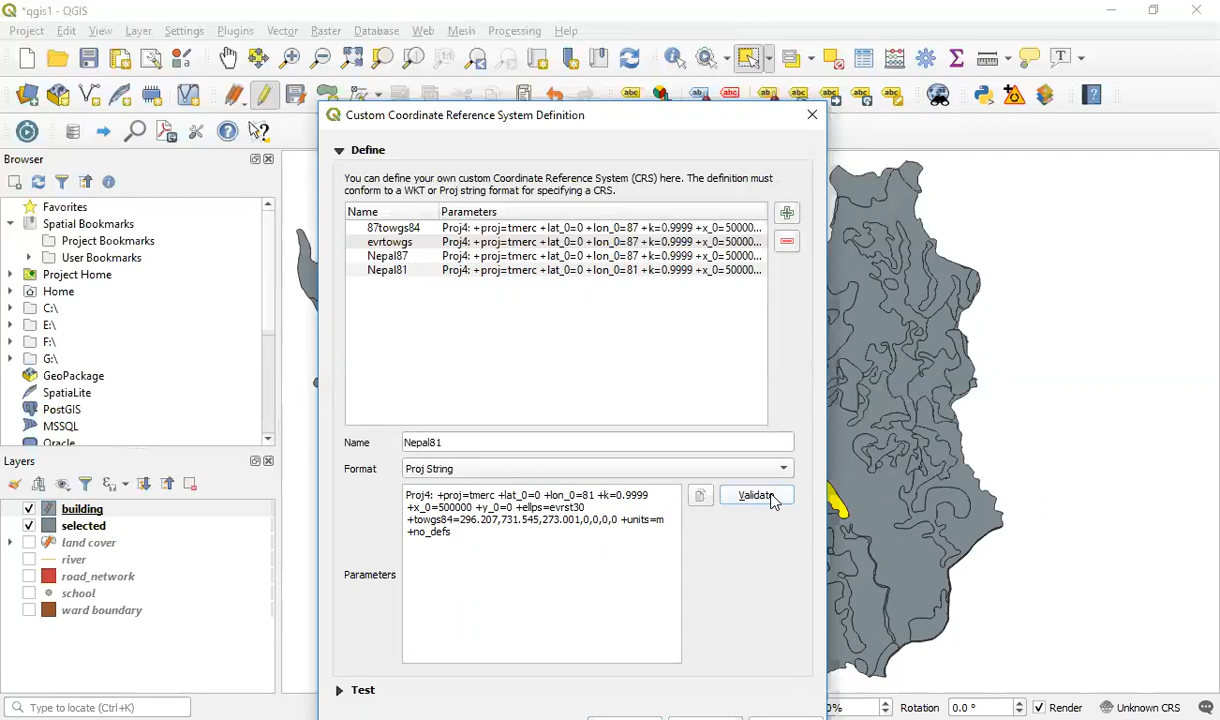 *qgis1 - QGIS
Project Edit View Layer Settings Plugins Vector Raster Database Web Mesh Processing Help
Browser
Favorites
Spatial Bookmarks
Project Bookmarks
User Bookmarks
Project Home
Home
C:\
E:\
F:\
G:\
GeoPackage
SpatiaLite
PostGIS
MSSQL
Oracle
Layers
building
selected
land cover
river
road_network
school
ward boundary
Type to locate (Ctrl+K)
Custom Coordinate Reference System Definition
Define
You can define your own custom Coordinate Reference System (CRS) here. The definition must
conform to a WKT or Proj string format for specifying a CRS.
Name Parameters
87towgs84 Proj4: +proj=tmerc +lat_0=0 +lon_0=87 +k=0.9999 +x_0=50000...
evrtowgs Proj4: +proj=tmerc +lat_0=0 +lon_0=87 +k=0.9999 +x_0=50000...
Nepal87 Proj4: +proj=tmerc +lat_0=0 +lon_0=87 +k=0.9999 +x_0=50000...
Nepal81 Proj4: +proj=tmerc +lat_0=0 +lon_0=81 +k=0.9999 +x_0=50000...
Name Nepal81
Format Proj String
Parameters
Proj4: +proj=tmerc +lat_0=0 +lon_0=81 +k=0.9999
+x_0=500000 +y_0=0 +ellps=evrst30
+towgs84=296.207,731.545,273.001,0,0,0,0 +units=m
+no_defs
Validate
Test
0% Rotation 0.0 ° Render Unknown CRS